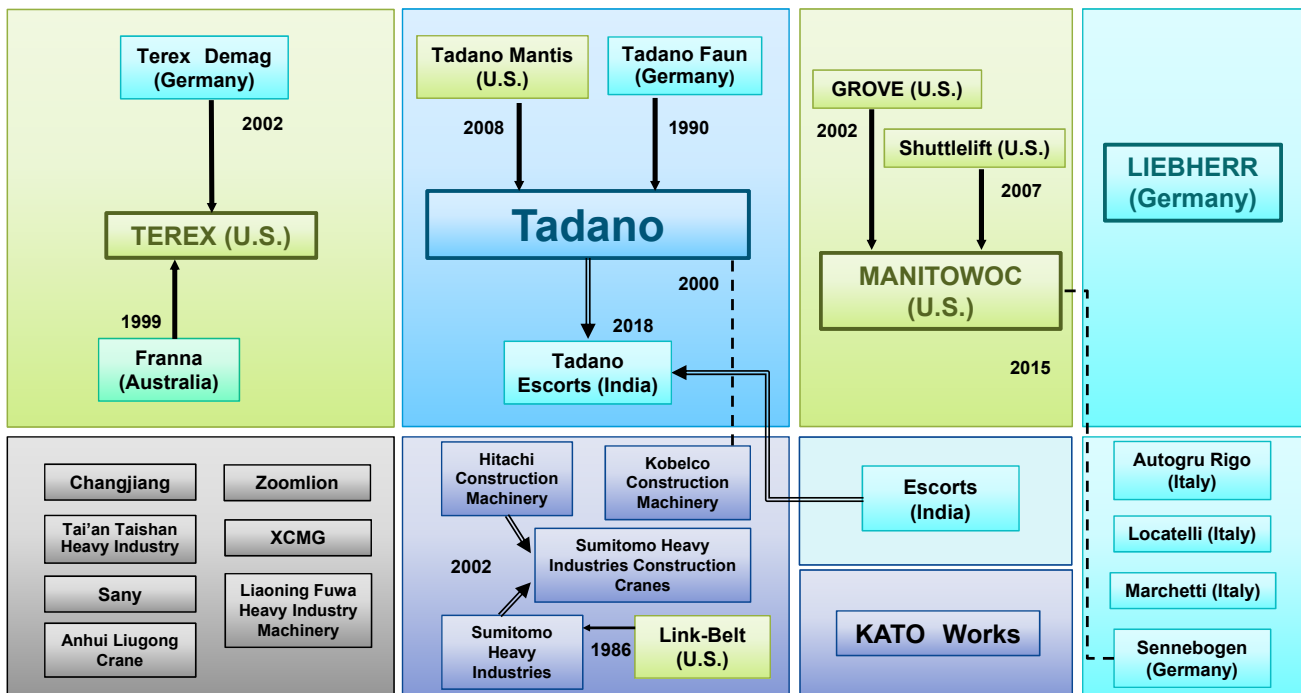 Terex Demag
(Germany)
2002
TEREX (U.S.)
1999
Franna
(Australia)
Tadano Mantis
(U.S.)
Tadano Faun
(Germany)
2008
1990
Tadano
2000
2018
Tadano
Escorts (India)
GROVE (U.S.)
2002
Shuttlelift (U.S.)
2007
MANITOWOC
(U.S.)
2015
LIEBHERR
(Germany)
Changjiang
Zoomlion
Tai’an Taishan
Heavy Industry
XCMG
Sany
Liaoning Fuwa
Heavy Industry
Machinery
Anhui Liugong
Crane
Hitachi
Construction
Machinery
Kobelco
Construction
Machinery
2002
Sumitomo Heavy
Industries Construction
Cranes
Sumitomo
Heavy
Industries
1986
Link-Belt
(U.S.)
Escorts
(India)
KATO Works
Autogru Rigo
(Italy)
Locatelli (Italy)
Marchetti (Italy)
Sennebogen
(Germany)